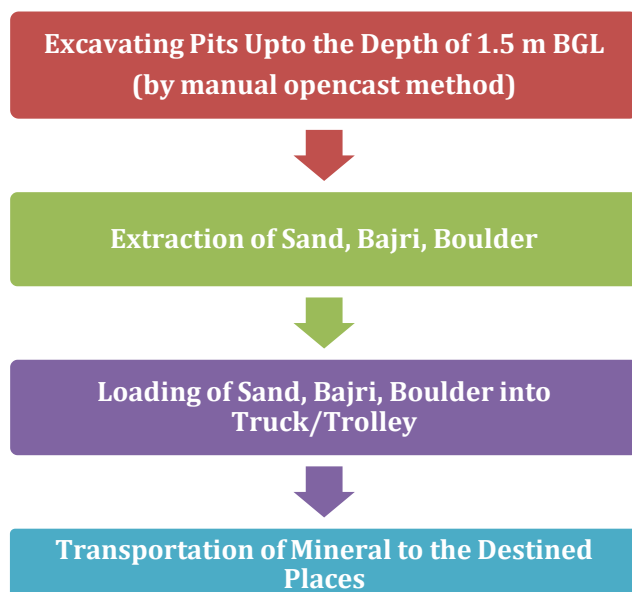 Excavating Pits Upto the Depth of 1.5 m BGL
(by manual opencast method)
Extraction of Sand, Bajri, Boulder
Loading of Sand, Bajri, Boulder into
Truck/Trolley
Transportation of Mineral to the Destined
Places